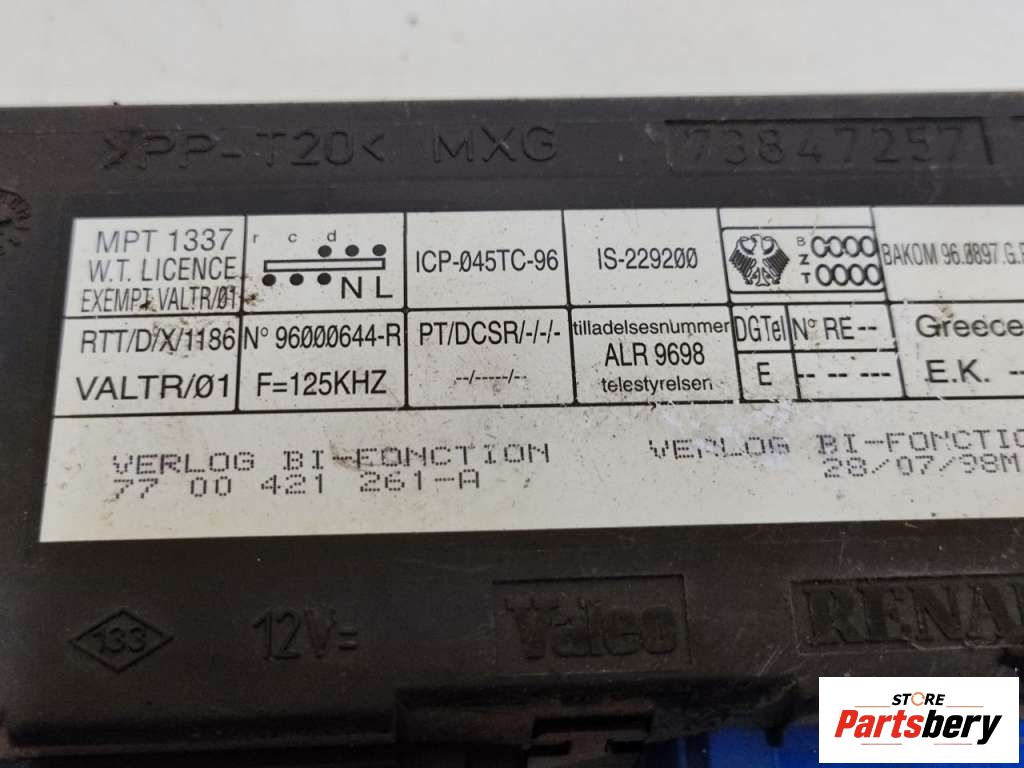 >PP-T20< MXG 73847257
MPT 1337
W.T. LICENCE
EXEMPT VALTR/01
r c d
N L
ICP-045TC-96
IS-229200
B
Z
T
BAKOM 96.0897.G.
RTT/D/X/1186
VALTR/01
N° 96000644-R
F=125KHZ
PT/DCSR/-/-/-
--/-----/--
tilladelsesnummer
ALR 9698
telestyrelsen
DGTel
E
N° RE --
-- -- ---
Greece
E.K. --
VERLOG BI-FONCTION
77 00 421 261-A
VERLOG BI-FONCTIO
28/07/98M
133
12V=
Valeo
RENAU
STORE
Partsbery